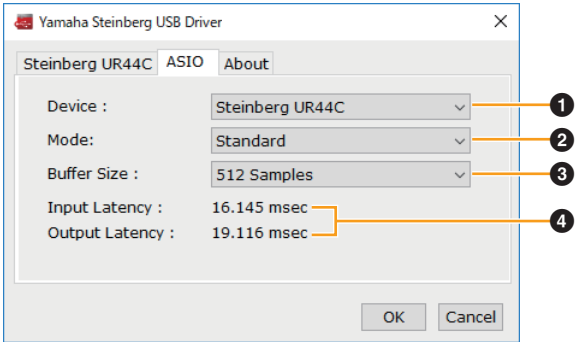 Yamaha Steinberg USB Driver
Steinberg UR44C ASIO About
Device : Steinberg UR44C 1
Mode: Standard 2
Buffer Size : 512 Samples 3
Input Latency : 16.145 msec
4
Output Latency : 19.116 msec
OK Cancel